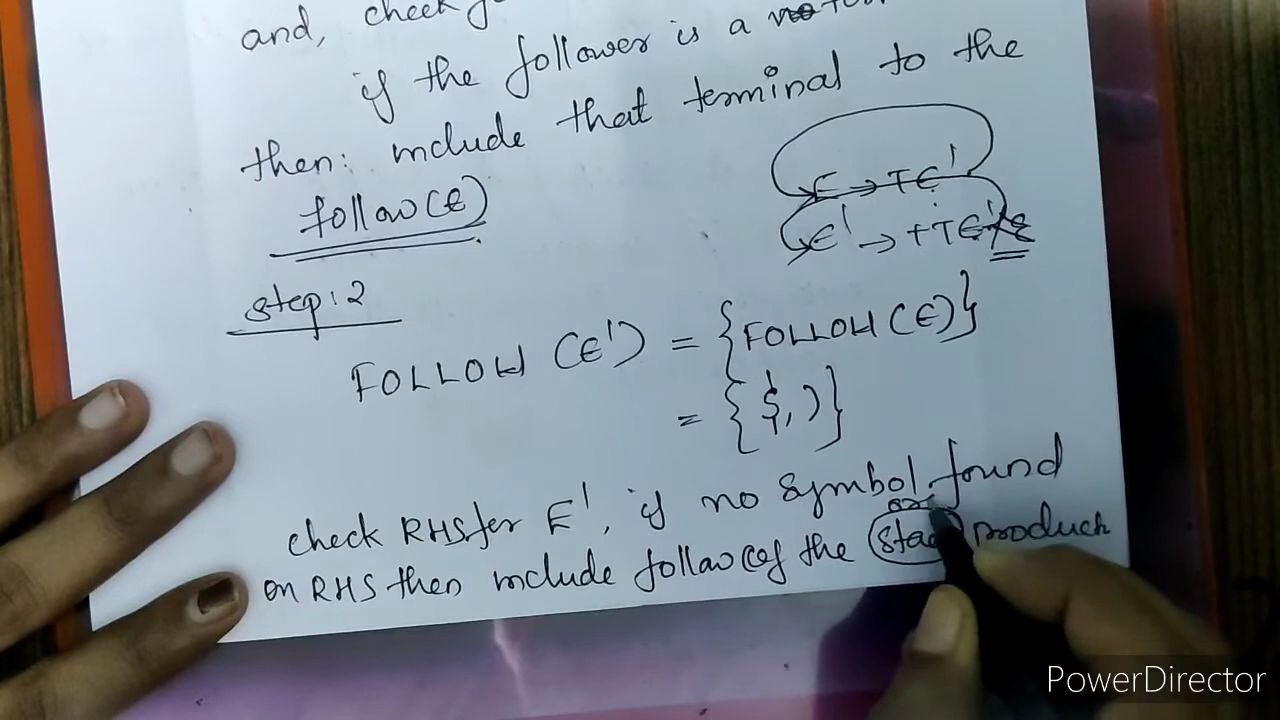 and, check
if the follower is a
then: include that terminal to the
follow(E)
E → TE'
E' → +TE'/ε
step: 2
FOLLOW (E') = {FOLLOW (E)}
= {$, )}
check RHS for E', if no symbol found
on RHS then include follow of the product
PowerDirector